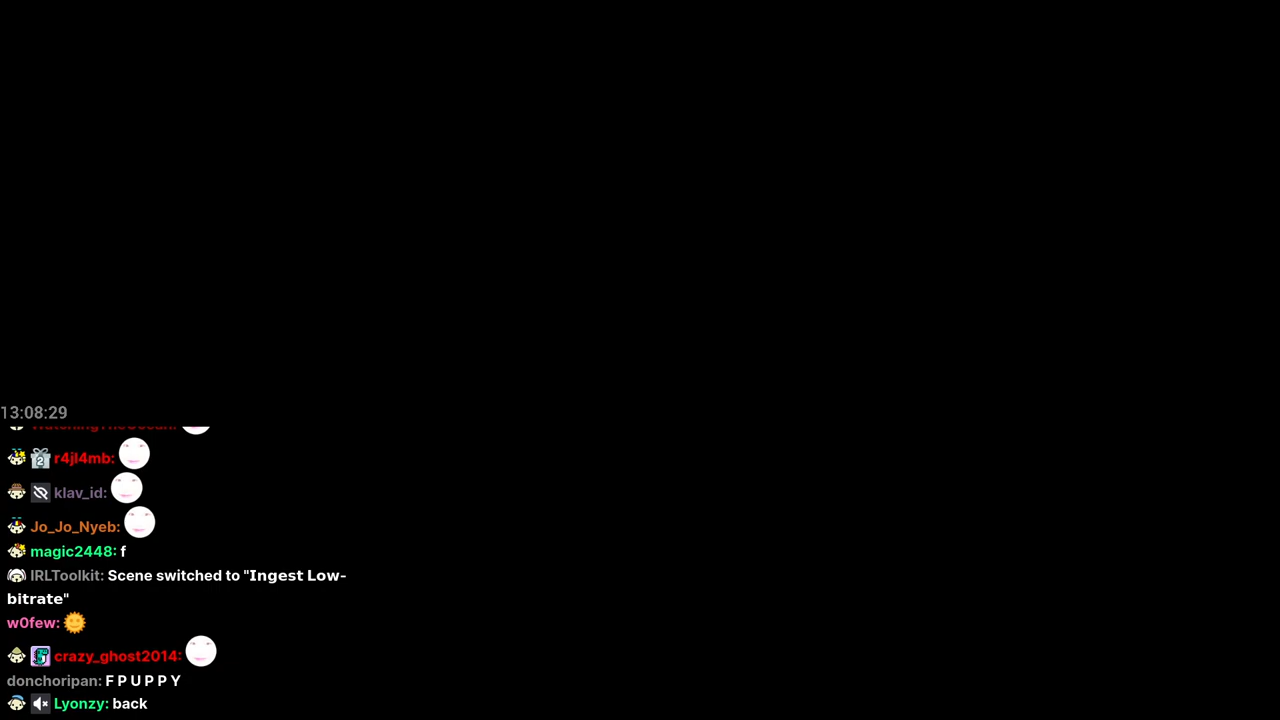 13:08:29
WatchingTheOcean:
r4jl4mb:
klav_id:
Jo_Jo_Nyeb:
magic2448: f
IRLToolkit: Scene switched to "Ingest Low-
bitrate"
w0few: 🌞
crazy_ghost2014:
donchoripan: F P U P P Y
Lyonzy: back